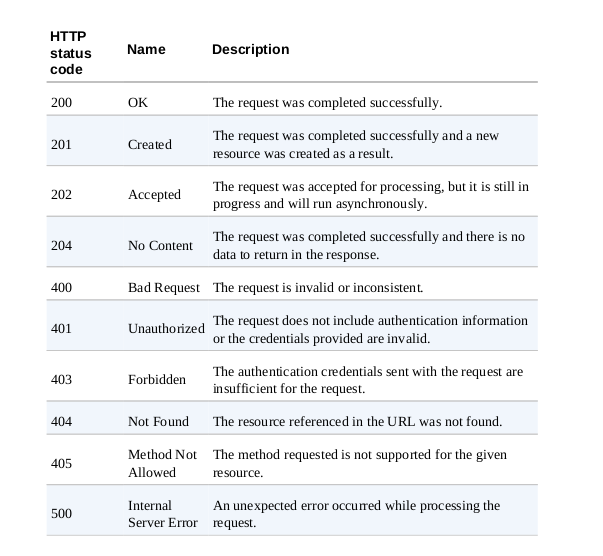 HTTP
status
code
Name
Description
200 OK The request was completed successfully.
201 Created The request was completed successfully and a new
resource was created as a result.
202 Accepted The request was accepted for processing, but it is still in
progress and will run asynchronously.
204 No Content The request was completed successfully and there is no
data to return in the response.
400 Bad Request The request is invalid or inconsistent.
401 Unauthorized The request does not include authentication information
or the credentials provided are invalid.
403 Forbidden The authentication credentials sent with the request are
insufficient for the request.
404 Not Found The resource referenced in the URL was not found.
405 Method Not
Allowed
The method requested is not supported for the given
resource.
500 Internal
Server Error
An unexpected error occurred while processing the
request.